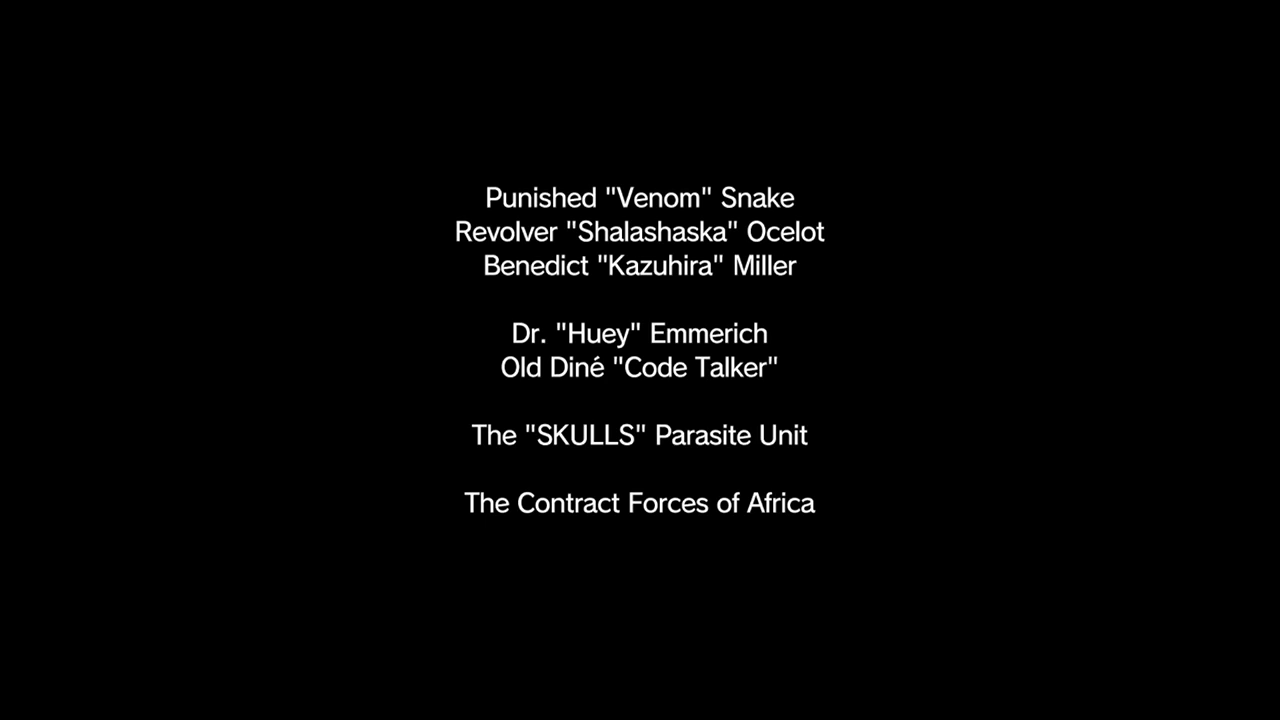 Punished "Venom" Snake
Revolver "Shalashaska" Ocelot
Benedict "Kazuhira" Miller
Dr. "Huey" Emmerich
Old Diné "Code Talker"
The "SKULLS" Parasite Unit
The Contract Forces of Africa